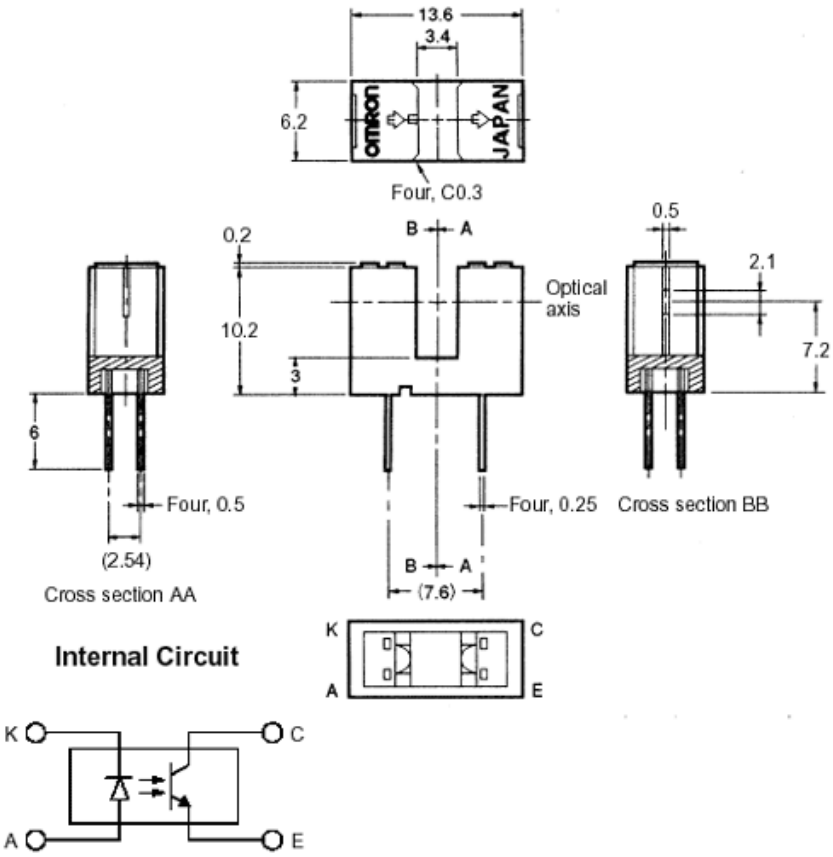 13.6
3.4
6.2
OMRON
JAPAN
Four, C0.3
B A
0.2
10.2
3
Optical
axis
0.5
2.1
7.2
6
Four, 0.5
(2.54)
Cross section AA
Four, 0.25
Cross section BB
B A
(7.6)
K C
A E
Internal Circuit
K C
A E